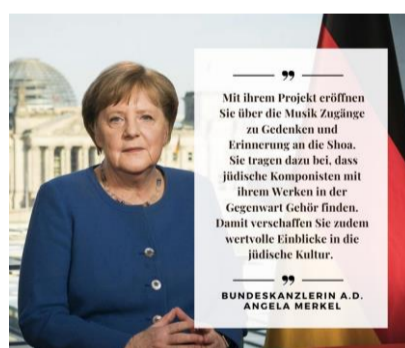 ”
Mit ihrem Projekt eröffnen
Sie über die Musik Zugänge
zu Gedenken und
Erinnerung an die Shoa.
Sie tragen dazu bei, dass
jüdische Komponisten mit
ihrem Werken in der
Gegenwart Gehör finden.
Damit verschaffen Sie zudem
wertvolle Einblicke in die
jüdische Kultur.
”
BUNDESKANZLERIN A.D.
ANGELA MERKEL